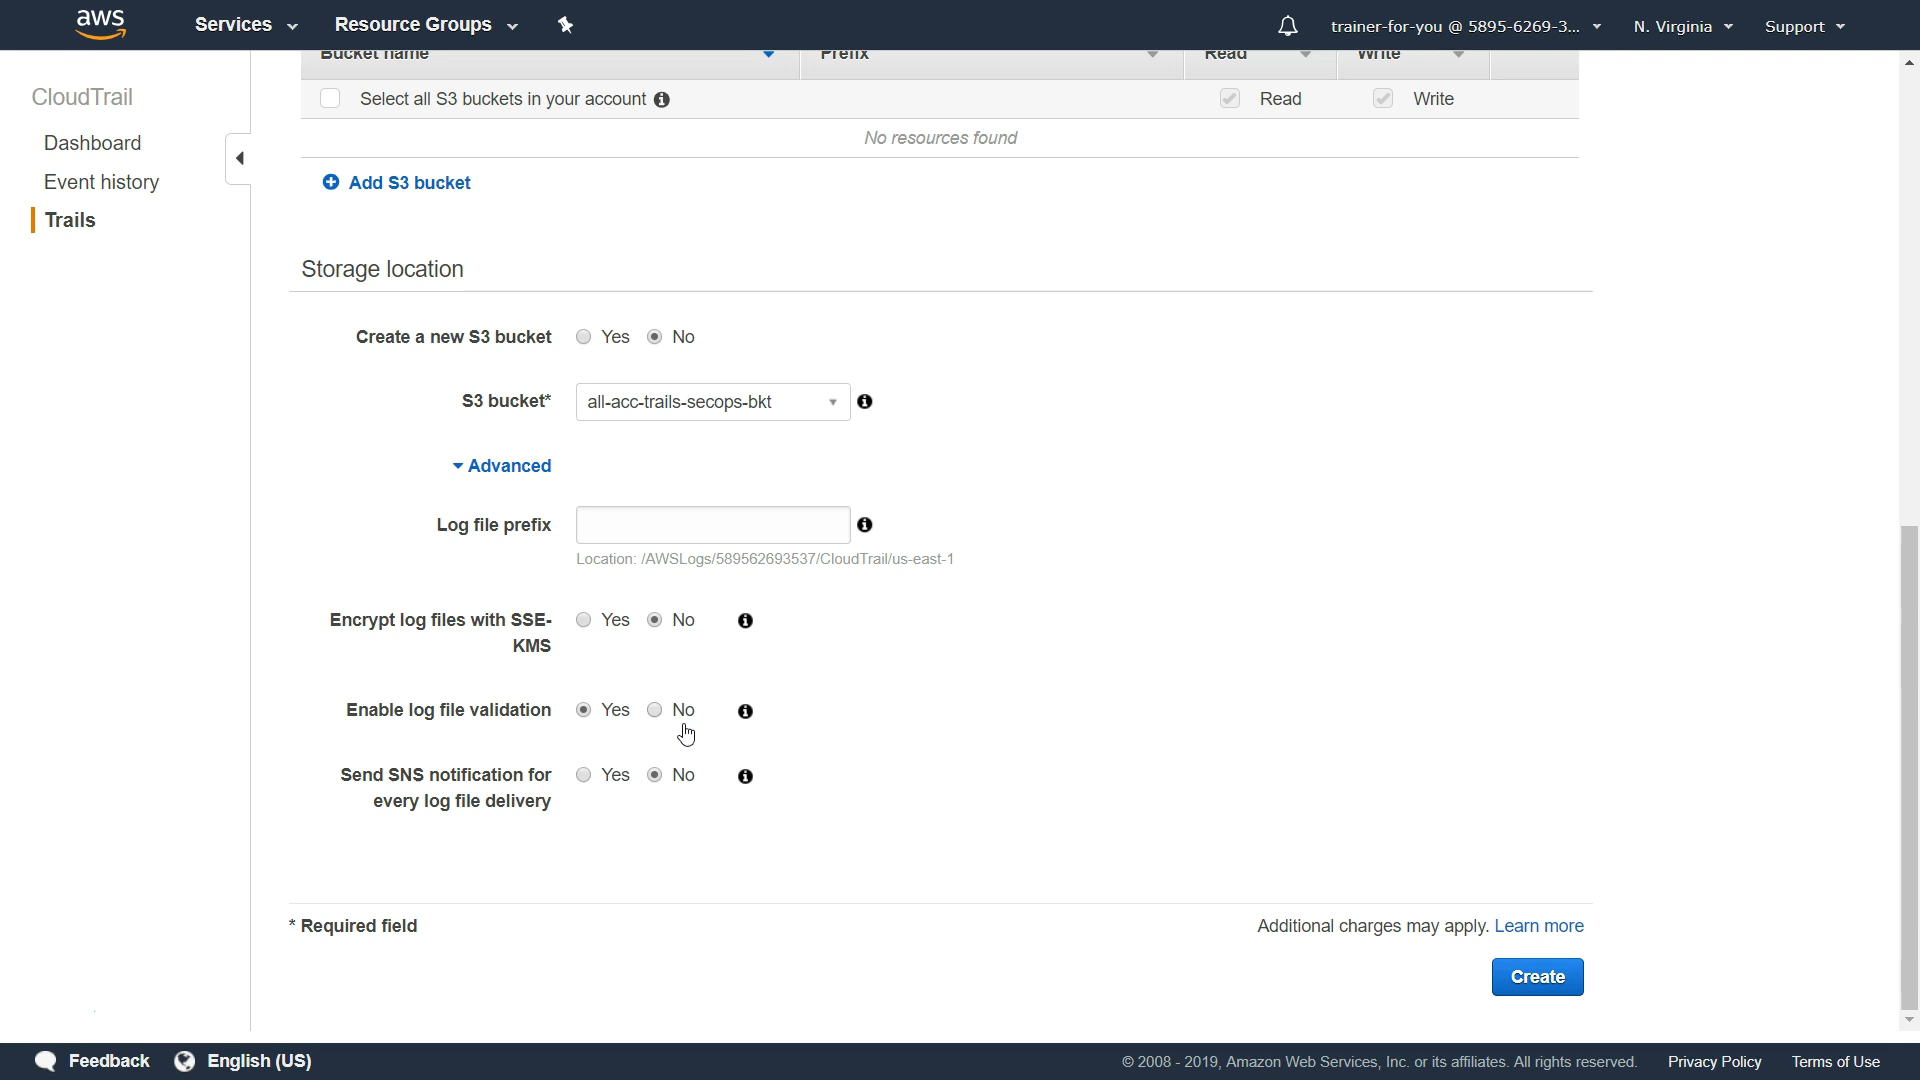 aws Services Resource Groups trainer-for-you @ 5895-6269-3... N. Virginia Support
Bucket name Prefix Read Write
CloudTrail
Select all S3 buckets in your account Read Write
Dashboard
No resources found
Event history
Add S3 bucket
Trails
Storage location
Create a new S3 bucket Yes No
S3 bucket* all-acc-trails-secops-bkt
Advanced
Log file prefix
Location: /AWSLogs/589562693537/CloudTrail/us-east-1
Encrypt log files with SSE- Yes No
KMS
Enable log file validation Yes No
Send SNS notification for Yes No
every log file delivery
* Required field Additional charges may apply. Learn more
Create
Feedback English (US) © 2008 - 2019, Amazon Web Services, Inc. or its affiliates. All rights reserved. Privacy Policy Terms of Use